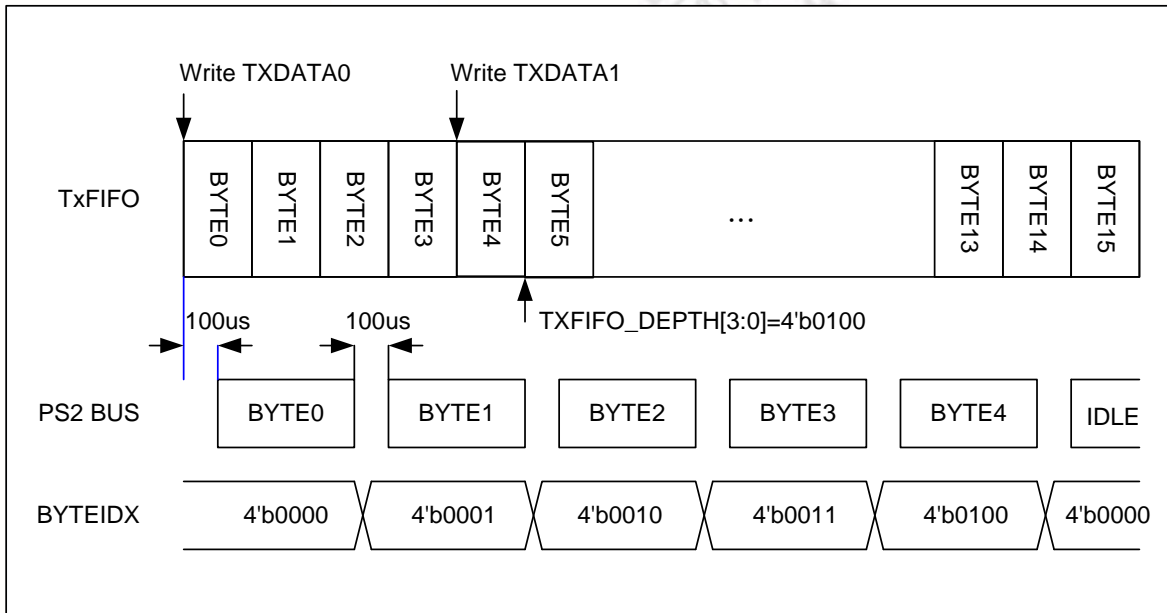 Write TXDATA0
Write TXDATA1
TxFIFO
BYTE0
BYTE1
BYTE2
BYTE3
BYTE4
BYTE5
...
BYTE13
BYTE14
BYTE15
100us
100us
TXFIFO_DEPTH[3:0]=4'b0100
PS2 BUS
BYTE0
BYTE1
BYTE2
BYTE3
BYTE4
IDLE
BYTEIDX
4'b0000
4'b0001
4'b0010
4'b0011
4'b0100
4'b0000